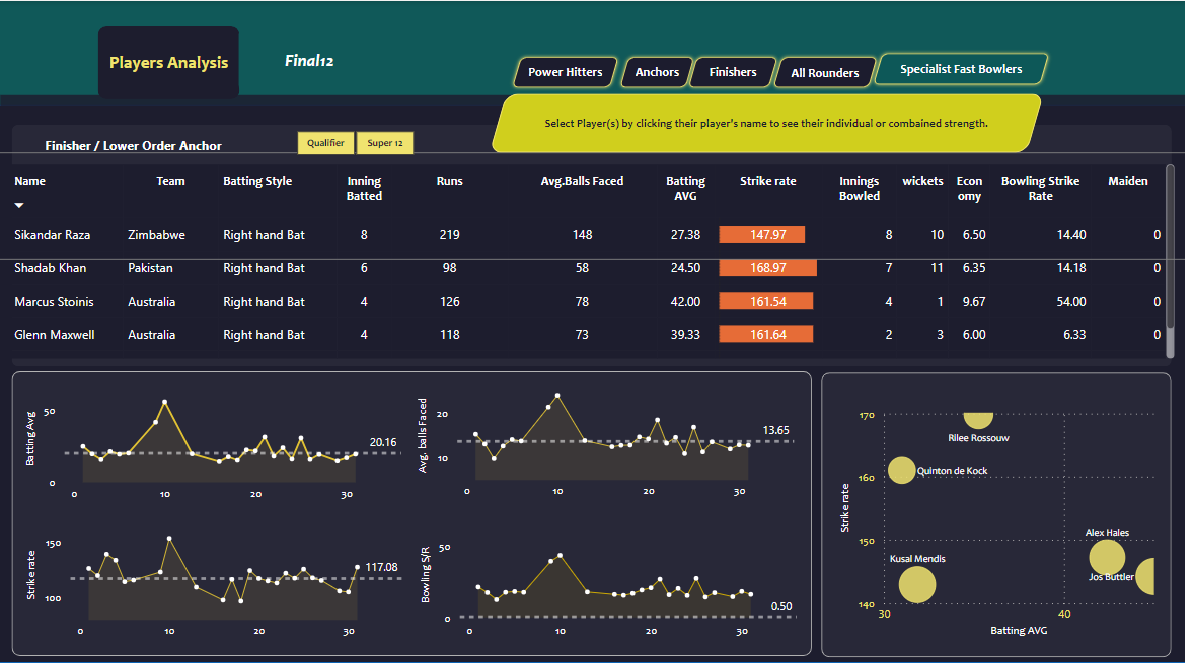 Players Analysis
Final12
Power Hitters
Anchors
Finishers
All Rounders
Specialist Fast Bowlers
Select Player(s) by clicking their player's name to see their individual or combained strength.
Finisher / Lower Order Anchor
Qualifier
Super 12
Name Team Batting Style Inning Batted Runs Avg.Balls Faced Batting AVG Strike rate Innings Bowled wickets Econ omy Bowling Strike Rate Maiden
Sikandar Raza Zimbabwe Right hand Bat 8 219 148 27.38 147.97 8 10 6.50 14.40 0
Shadab Khan Pakistan Right hand Bat 6 98 58 24.50 168.97 7 11 6.35 14.18 0
Marcus Stoinis Australia Right hand Bat 4 126 78 42.00 161.54 4 1 9.67 54.00 0
Glenn Maxwell Australia Right hand Bat 4 118 73 39.33 161.64 2 3 6.00 6.33 0
Batting Avg
50
0
20.16
0 10 20 30
Avg. balls Faced
20
10
13.65
0 10 20 30
Strike rate
150
100
117.08
0 10 20 30
Bowling S/R
50
0
0.50
0 10 20 30
Strike rate
170
160
150
140
Rilee Rossouw
Quinton de Kock
Alex Hales
Kusal Mendis
Jos Buttler
30 40
Batting AVG